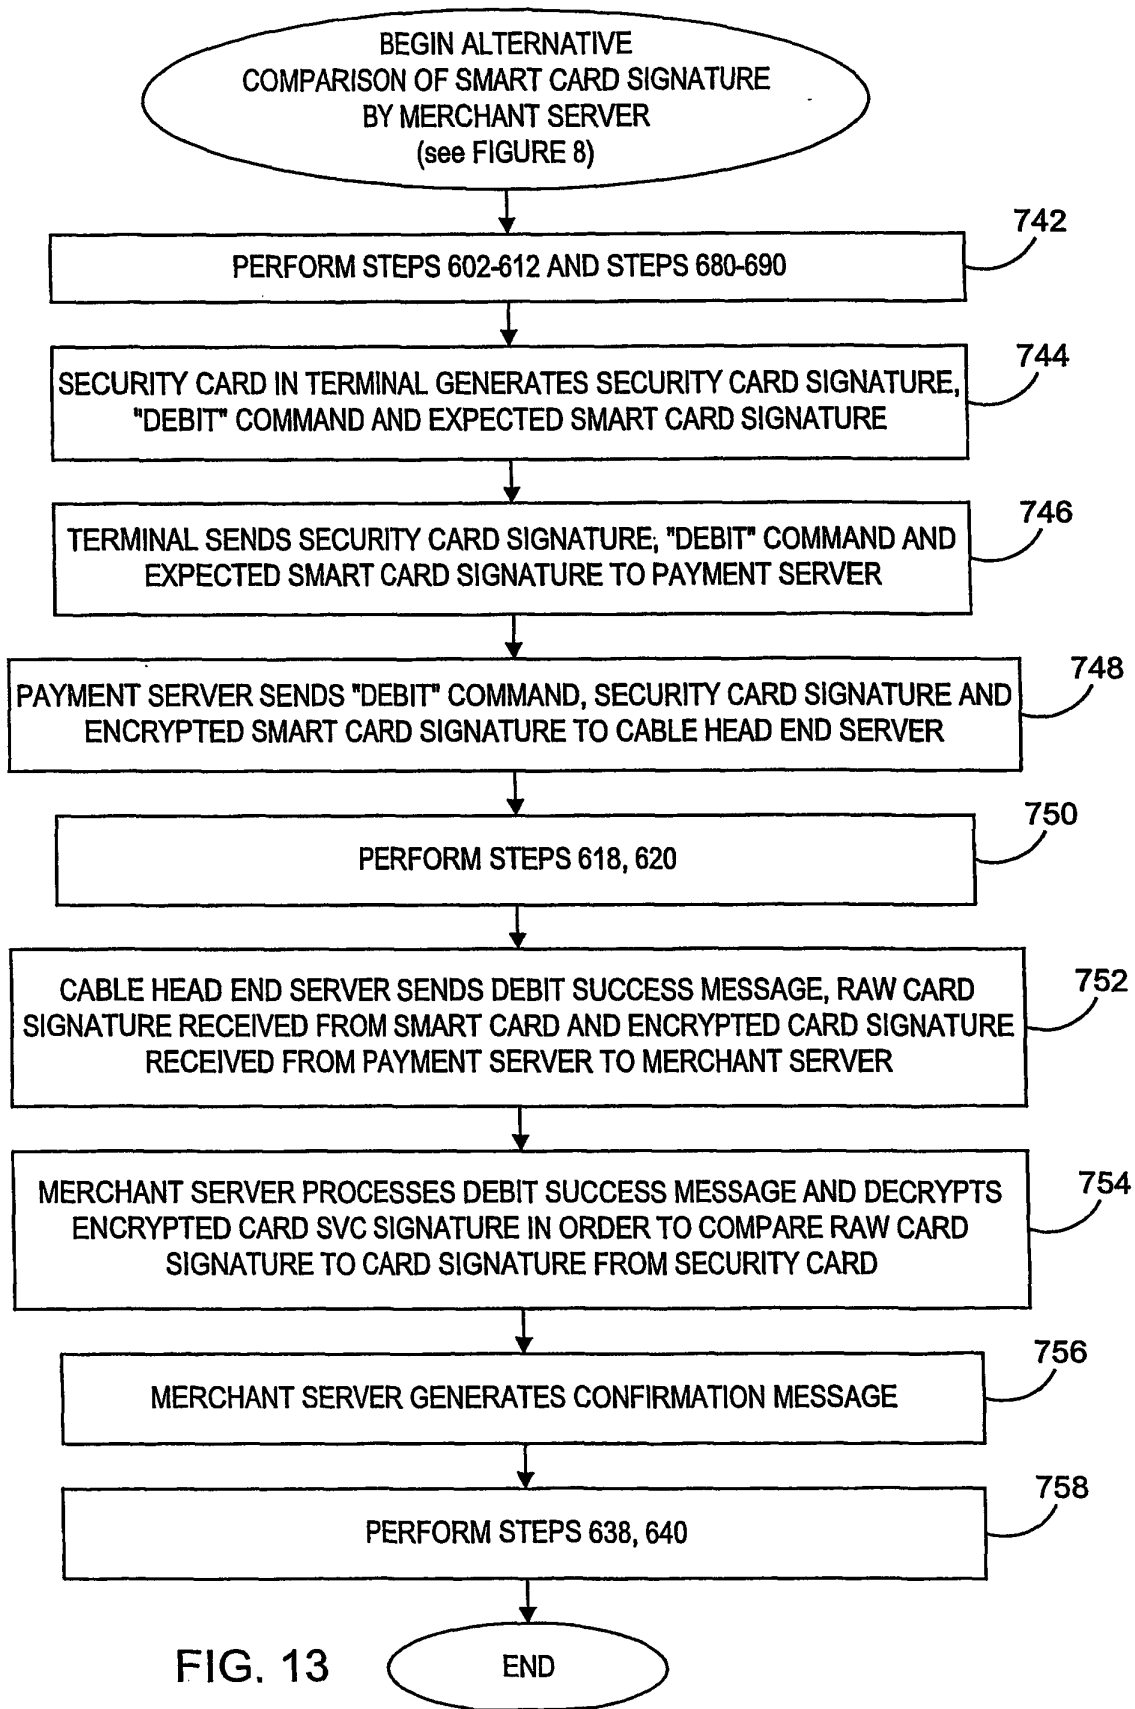 BEGIN ALTERNATIVE
COMPARISON OF SMART CARD SIGNATURE
BY MERCHANT SERVER
(see FIGURE 8)
742
PERFORM STEPS 602-612 AND STEPS 680-690
744
SECURITY CARD IN TERMINAL GENERATES SECURITY CARD SIGNATURE,
"DEBIT" COMMAND AND EXPECTED SMART CARD SIGNATURE
746
TERMINAL SENDS SECURITY CARD SIGNATURE, "DEBIT" COMMAND AND
EXPECTED SMART CARD SIGNATURE TO PAYMENT SERVER
748
PAYMENT SERVER SENDS "DEBIT" COMMAND, SECURITY CARD SIGNATURE AND
ENCRYPTED SMART CARD SIGNATURE TO CABLE HEAD END SERVER
750
PERFORM STEPS 618, 620
752
CABLE HEAD END SERVER SENDS DEBIT SUCCESS MESSAGE, RAW CARD
SIGNATURE RECEIVED FROM SMART CARD AND ENCRYPTED CARD SIGNATURE
RECEIVED FROM PAYMENT SERVER TO MERCHANT SERVER
754
MERCHANT SERVER PROCESSES DEBIT SUCCESS MESSAGE AND DECRYPTS
ENCRYPTED CARD SVC SIGNATURE IN ORDER TO COMPARE RAW CARD
SIGNATURE TO CARD SIGNATURE FROM SECURITY CARD
756
MERCHANT SERVER GENERATES CONFIRMATION MESSAGE
758
PERFORM STEPS 638, 640
END
FIG. 13